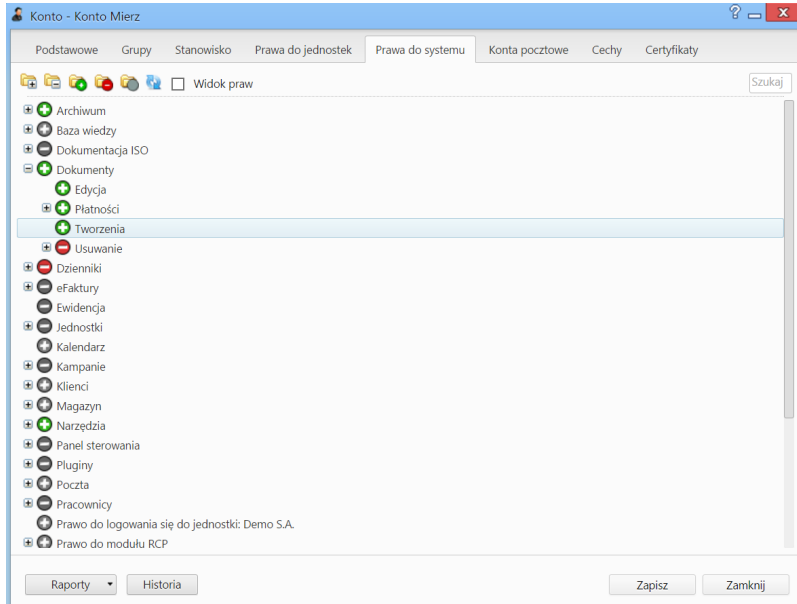 Konto - Konto Mierz
?
Podstawowe Grupy Stanowisko Prawa do jednostek Prawa do systemu Konta pocztowe Cechy Certyfikaty
Widok praw Szukaj
Archiwum
Baza wiedzy
Dokumentacja ISO
Dokumenty
Edycja
Płatności
Tworzenia
Usuwanie
Dzienniki
eFaktury
Ewidencja
Jednostki
Kalendarz
Kampanie
Klienci
Magazyn
Narzędzia
Panel sterowania
Pluginy
Poczta
Pracownicy
Prawo do logowania się do jednostki: Demo S.A.
Prawo do modułu RCP
Raporty Historia Zapisz Zamknij